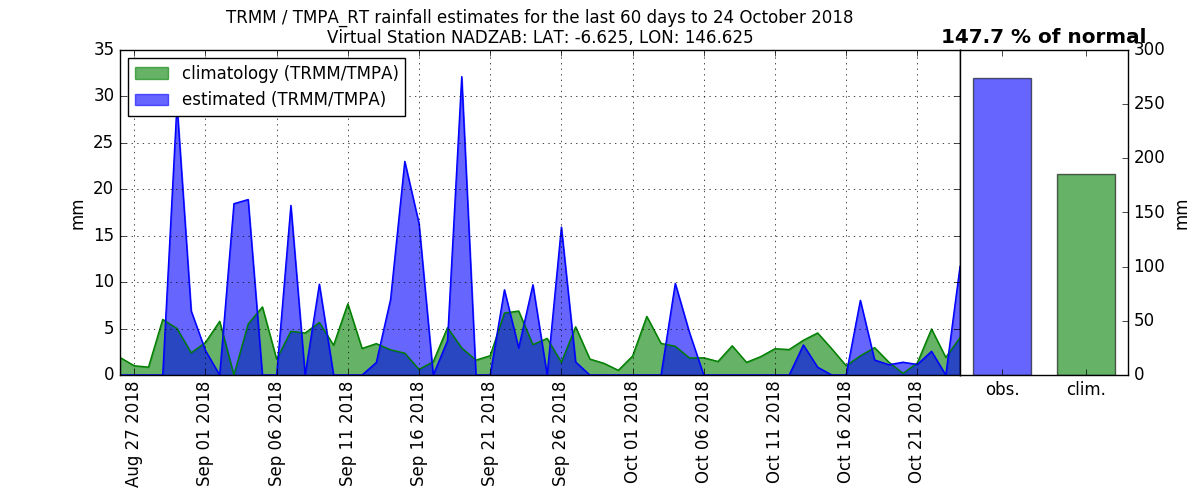 TRMM / TMPA_RT rainfall estimates for the last 60 days to 24 October 2018
Virtual Station NADZAB: LAT: -6.625, LON: 146.625
147.7 % of normal
climatology (TRMM/TMPA)
estimated (TRMM/TMPA)
mm
35
30
25
20
15
10
5
0
Aug 27 2018
Sep 01 2018
Sep 06 2018
Sep 11 2018
Sep 16 2018
Sep 21 2018
Sep 26 2018
Oct 01 2018
Oct 06 2018
Oct 11 2018
Oct 16 2018
Oct 21 2018
obs.
clim.
300
250
200
150
100
50
0
mm